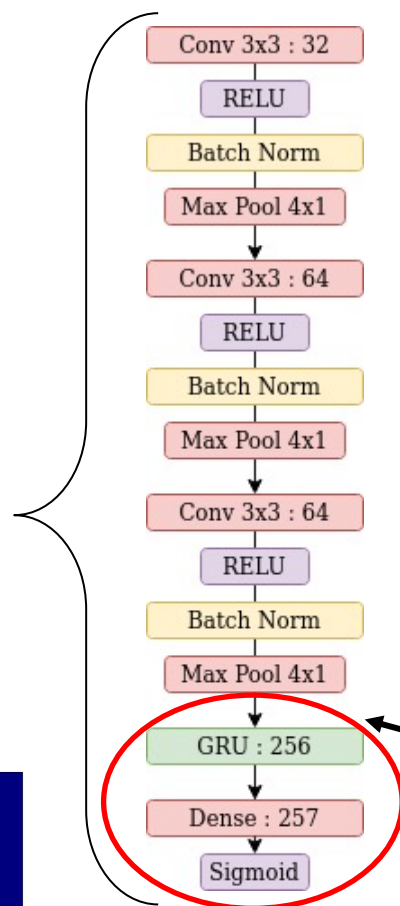 Conv 3x3 : 32
RELU
Batch Norm
Max Pool 4x1
Conv 3x3 : 64
RELU
Batch Norm
Max Pool 4x1
Conv 3x3 : 64
RELU
Batch Norm
Max Pool 4x1
GRU : 256
Dense : 257
Sigmoid